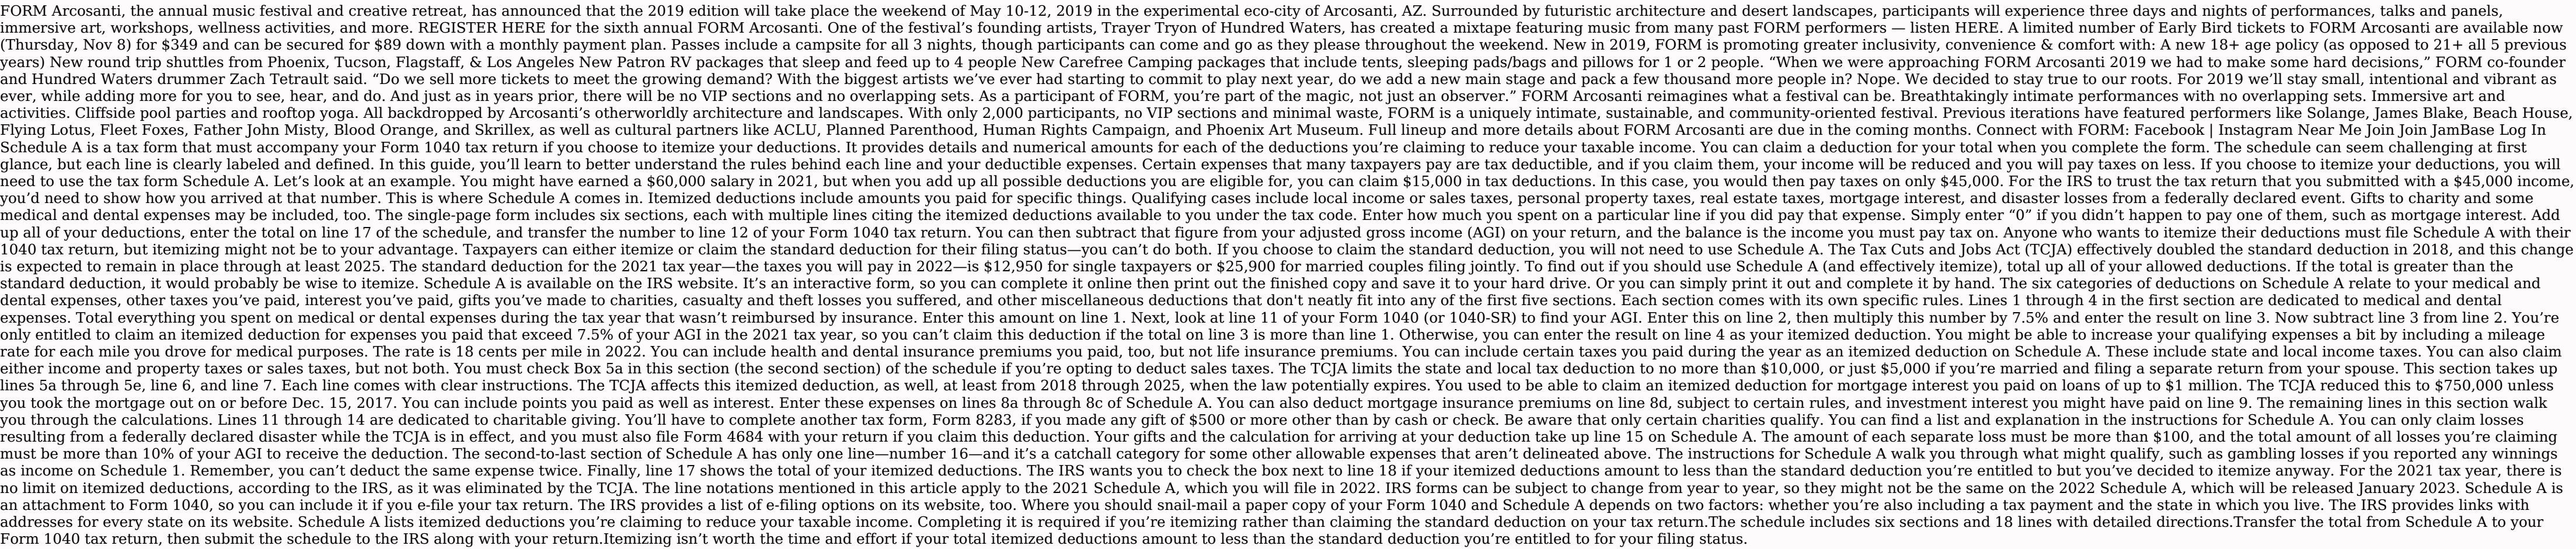 FORM Arcosanti, the annual music festival and creative retreat, has announced that the 2019 edition will take place the weekend of May 10-12, 2019 in the experimental eco-city of Arcosanti, AZ. Surrounded by futuristic architecture and desert landscapes, participants will experience three days and nights of performances, talks and panels,
immersive art, workshops, wellness activities, and more. REGISTER HERE for the sixth annual FORM Arcosanti. One of the festival’s founding artists, Trayer Tryon of Hundred Waters, has created a mixtape featuring music from many past FORM performers — listen HERE. A limited number of Early Bird tickets to FORM Arcosanti are available now
(Thursday, Nov 8) for $349 and can be secured for $89 down with a monthly payment plan. Passes include a campsite for all 3 nights, though participants can come and go as they please throughout the weekend. New in 2019, FORM is promoting greater inclusivity, convenience & comfort with: A new 18+ age policy (as opposed to 21+ all 5 previous
years) New round trip shuttles from Phoenix, Tucson, Flagstaff, & Los Angeles New Patron RV packages that sleep and feed up to 4 people New Carefree Camping packages that include tents, sleeping pads/bags and pillows for 1 or 2 people. “When we were approaching FORM Arcosanti 2019 we had to make some hard decisions,” FORM co-founder
and Hundred Waters drummer Zach Tetrault said. “Do we sell more tickets to meet the growing demand? With the biggest artists we’ve ever had starting to commit to play next year, do we add a new main stage and pack a few thousand more people in? Nope. We decided to stay true to our roots. For 2019 we’ll stay small, intentional and vibrant as
ever, while adding more for you to see, hear, and do. And just as in years prior, there will be no VIP sections and no overlapping sets. As a participant of FORM, you’re part of the magic, not just an observer.” FORM Arcosanti reimagines what a festival can be. Breathtakingly intimate performances with no overlapping sets. Immersive art and
activities. Cliffside pool parties and rooftop yoga. All backdropped by Arcosanti’s otherworldly architecture and landscapes. With only 2,000 participants, no VIP sections and minimal waste, FORM is a uniquely intimate, sustainable, and community-oriented festival. Previous iterations have featured performers like Solange, James Blake, Beach House,
Flying Lotus, Fleet Foxes, Father John Misty, Blood Orange, and Skrillex, as well as cultural partners like ACLU, Planned Parenthood, Human Rights Campaign, and Phoenix Art Museum. Full lineup and more details about FORM Arcosanti are due in the coming months. Connect with FORM: Facebook | Instagram Near Me Join Join JamBase Log In
Schedule A is a tax form that must accompany your Form 1040 tax return if you choose to itemize your deductions. It provides details and numerical amounts for each of the deductions you’re claiming to reduce your taxable income. You can claim a deduction for your total when you complete the form. The schedule can seem challenging at first
glance, but each line is clearly labeled and defined. In this guide, you’ll learn to better understand the rules behind each line and your deductible expenses. Certain expenses that many taxpayers pay are tax deductible, and if you claim them, your income will be reduced and you will pay taxes on less. If you choose to itemize your deductions, you will
need to use the tax form Schedule A. Let’s look at an example. You might have earned a $60,000 salary in 2021, but when you add up all possible deductions you are eligible for, you can claim $15,000 in tax deductions. In this case, you would then pay taxes on only $45,000. For the IRS to trust the tax return that you submitted with a $45,000 income,
you’d need to show how you arrived at that number. This is where Schedule A comes in. Itemized deductions include amounts you paid for specific things. Qualifying cases include local income or sales taxes, personal property taxes, real estate taxes, mortgage interest, and disaster losses from a federally declared event. Gifts to charity and some
medical and dental expenses may be included, too. The single-page form includes six sections, each with multiple lines citing the itemized deductions available to you under the tax code. Enter how much you spent on a particular line if you did pay that expense. Simply enter “0” if you didn’t happen to pay one of them, such as mortgage interest. Add
up all of your deductions, enter the total on line 17 of the schedule, and transfer the number to line 12 of your Form 1040 tax return. You can then subtract that figure from your adjusted gross income (AGI) on your return, and the balance is the income you must pay tax on. Anyone who wants to itemize their deductions must file Schedule A with their
1040 tax return, but itemizing might not be to your advantage. Taxpayers can either itemize or claim the standard deduction for their filing status—you can’t do both. If you choose to claim the standard deduction, you will not need to use Schedule A. The Tax Cuts and Jobs Act (TCJA) effectively doubled the standard deduction in 2018, and this change
is expected to remain in place through at least 2025. The standard deduction for the 2021 tax year—the taxes you will pay in 2022—is $12,950 for single taxpayers or $25,900 for married couples filing jointly. To find out if you should use Schedule A (and effectively itemize), total up all of your allowed deductions. If the total is greater than the
standard deduction, it would probably be wise to itemize. Schedule A is available on the IRS website. It’s an interactive form, so you can complete it online then print out the finished copy and save it to your hard drive. Or you can simply print it out and complete it by hand. The six categories of deductions on Schedule A relate to your medical and
dental expenses, other taxes you’ve paid, interest you’ve paid, gifts you’ve made to charities, casualty and theft losses you suffered, and other miscellaneous deductions that don't neatly fit into any of the first five sections. Each section comes with its own specific rules. Lines 1 through 4 in the first section are dedicated to medical and dental
expenses. Total everything you spent on medical or dental expenses during the tax year that wasn’t reimbursed by insurance. Enter this amount on line 1. Next, look at line 11 of your Form 1040 (or 1040-SR) to find your AGI. Enter this on line 2, then multiply this number by 7.5% and enter the result on line 3. Now subtract line 3 from line 2. You’re
only entitled to claim an itemized deduction for expenses you paid that exceed 7.5% of your AGI in the 2021 tax year, so you can’t claim this deduction if the total on line 3 is more than line 1. Otherwise, you can enter the result on line 4 as your itemized deduction. You might be able to increase your qualifying expenses a bit by including a mileage
rate for each mile you drove for medical purposes. The rate is 18 cents per mile in 2022. You can include health and dental insurance premiums you paid, too, but not life insurance premiums. You can include certain taxes you paid during the year as an itemized deduction on Schedule A. These include state and local income taxes. You can also claim
either income and property taxes or sales taxes, but not both. You must check Box 5a in this section (the second section) of the schedule if you’re opting to deduct sales taxes. The TCJA limits the state and local tax deduction to no more than $10,000, or just $5,000 if you’re married and filing a separate return from your spouse. This section takes up
lines 5a through 5e, line 6, and line 7. Each line comes with clear instructions. The TCJA affects this itemized deduction, as well, at least from 2018 through 2025, when the law potentially expires. You used to be able to claim an itemized deduction for mortgage interest you paid on loans of up to $1 million. The TCJA reduced this to $750,000 unless
you took the mortgage out on or before Dec. 15, 2017. You can include points you paid as well as interest. Enter these expenses on lines 8a through 8c of Schedule A. You can also deduct mortgage insurance premiums on line 8d, subject to certain rules, and investment interest you might have paid on line 9. The remaining lines in this section walk
you through the calculations. Lines 11 through 14 are dedicated to charitable giving. You’ll have to complete another tax form, Form 8283, if you made any gift of $500 or more other than by cash or check. Be aware that only certain charities qualify. You can find a list and explanation in the instructions for Schedule A. You can only claim losses
resulting from a federally declared disaster while the TCJA is in effect, and you must also file Form 4684 with your return if you claim this deduction. Your gifts and the calculation for arriving at your deduction take up line 15 on Schedule A. The amount of each separate loss must be more than $100, and the total amount of all losses you’re claiming
must be more than 10% of your AGI to receive the deduction. The second-to-last section of Schedule A has only one line—number 16—and it’s a catchall category for some other allowable expenses that aren’t delineated above. The instructions for Schedule A walk you through what might qualify, such as gambling losses if you reported any winnings
as income on Schedule 1. Remember, you can’t deduct the same expense twice. Finally, line 17 shows the total of your itemized deductions. The IRS wants you to check the box next to line 18 if your itemized deductions amount to less than the standard deduction you’re entitled to but you’ve decided to itemize anyway. For the 2021 tax year, there is
no limit on itemized deductions, according to the IRS, as it was eliminated by the TCJA. The line notations mentioned in this article apply to the 2021 Schedule A, which you will file in 2022. IRS forms can be subject to change from year to year, so they might not be the same on the 2022 Schedule A, which will be released January 2023. Schedule A is
an attachment to Form 1040, so you can include it if you e-file your tax return. The IRS provides a list of e-filing options on its website, too. Where you should snail-mail a paper copy of your Form 1040 and Schedule A depends on two factors: whether you’re also including a tax payment and the state in which you live. The IRS provides links with
addresses for every state on its website. Schedule A lists itemized deductions you’re claiming to reduce your taxable income. Completing it is required if you’re itemizing rather than claiming the standard deduction on your tax return.The schedule includes six sections and 18 lines with detailed directions.Transfer the total from Schedule A to your
Form 1040 tax return, then submit the schedule to the IRS along with your return.Itemizing isn’t worth the time and effort if your total itemized deductions amount to less than the standard deduction you’re entitled to for your filing status.